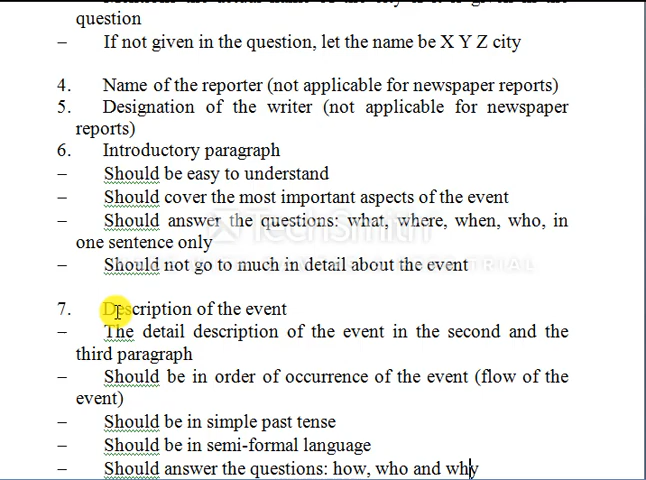 question
– If not given in the question, let the name be X Y Z city
4. Name of the reporter (not applicable for newspaper reports)
5. Designation of the writer (not applicable for newspaper
reports)
6. Introductory paragraph
– Should be easy to understand
– Should cover the most important aspects of the event
– Should answer the questions: what, where, when, who, in
one sentence only
– Should not go to much in detail about the event
7. Description of the event
– The detail description of the event in the second and the
third paragraph
– Should be in order of occurrence of the event (flow of the
event)
– Should be in simple past tense
– Should be in semi-formal language
– Should answer the questions: how, who and why
TechSmith